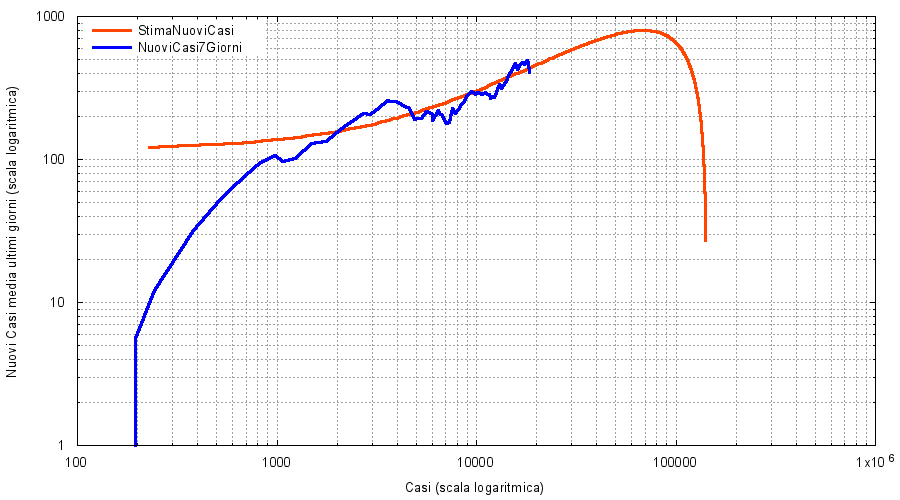 1000
StimaNuoviCasi
NuoviCasi7Giorni
100
10
1
Nuovi Casi media ultimi giorni (scala logaritmica)
100 1000 10000 100000 1x10 6
Casi (scala logaritmica)